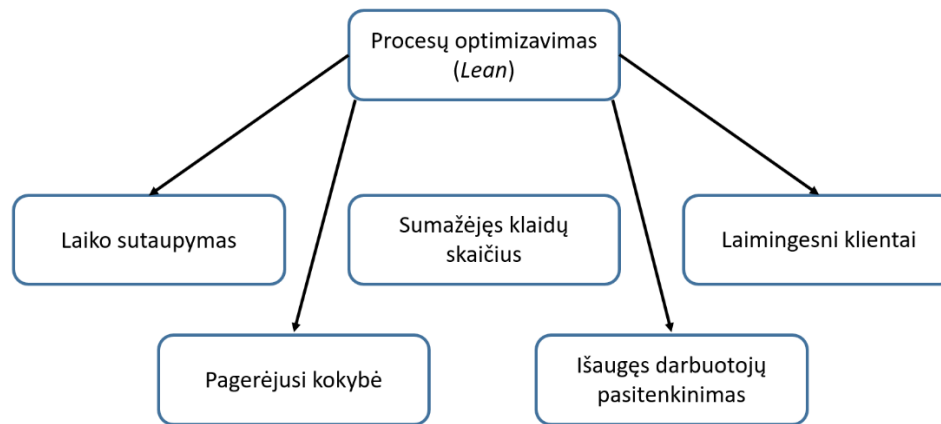 Procesų optimizavimas
(Lean)
Laiko sutaupymas
Sumažėjęs klaidų
skaičius
Laimingesni klientai
Pagerėjusi kokybė
Išaugęs darbuotojų
pasitenkinimas